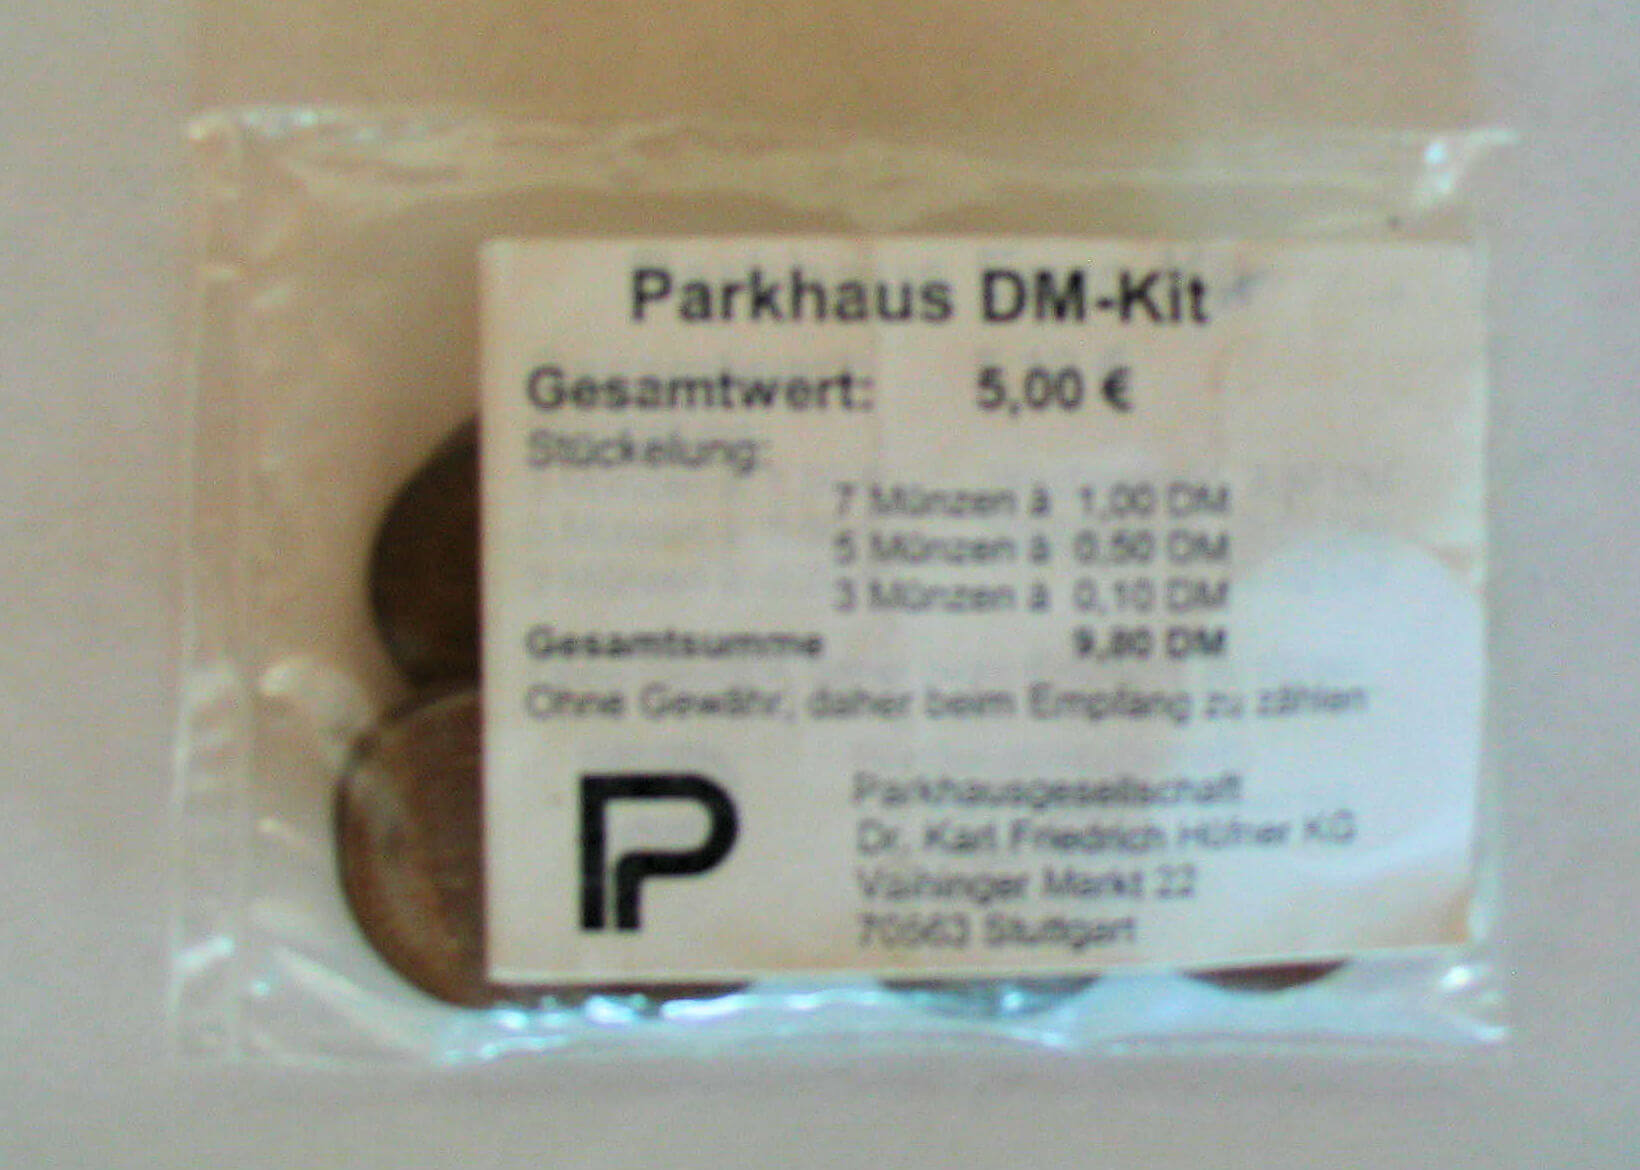 Parkhaus DM-Kit
Gesamtwert: 5,00 €
Stückelung:
7 Münzen à 1,00 DM
5 Münzen à 0,50 DM
3 Münzen à 0,10 DM
Gesamtsumme 9,80 DM
Ohne Gewähr, daher beim Empfang zu zählen
P
Parkhausgesellschaft
Dr. Karl Friedrich Hüfner KG
Vaihinger Markt 22
70563 Stuttgart